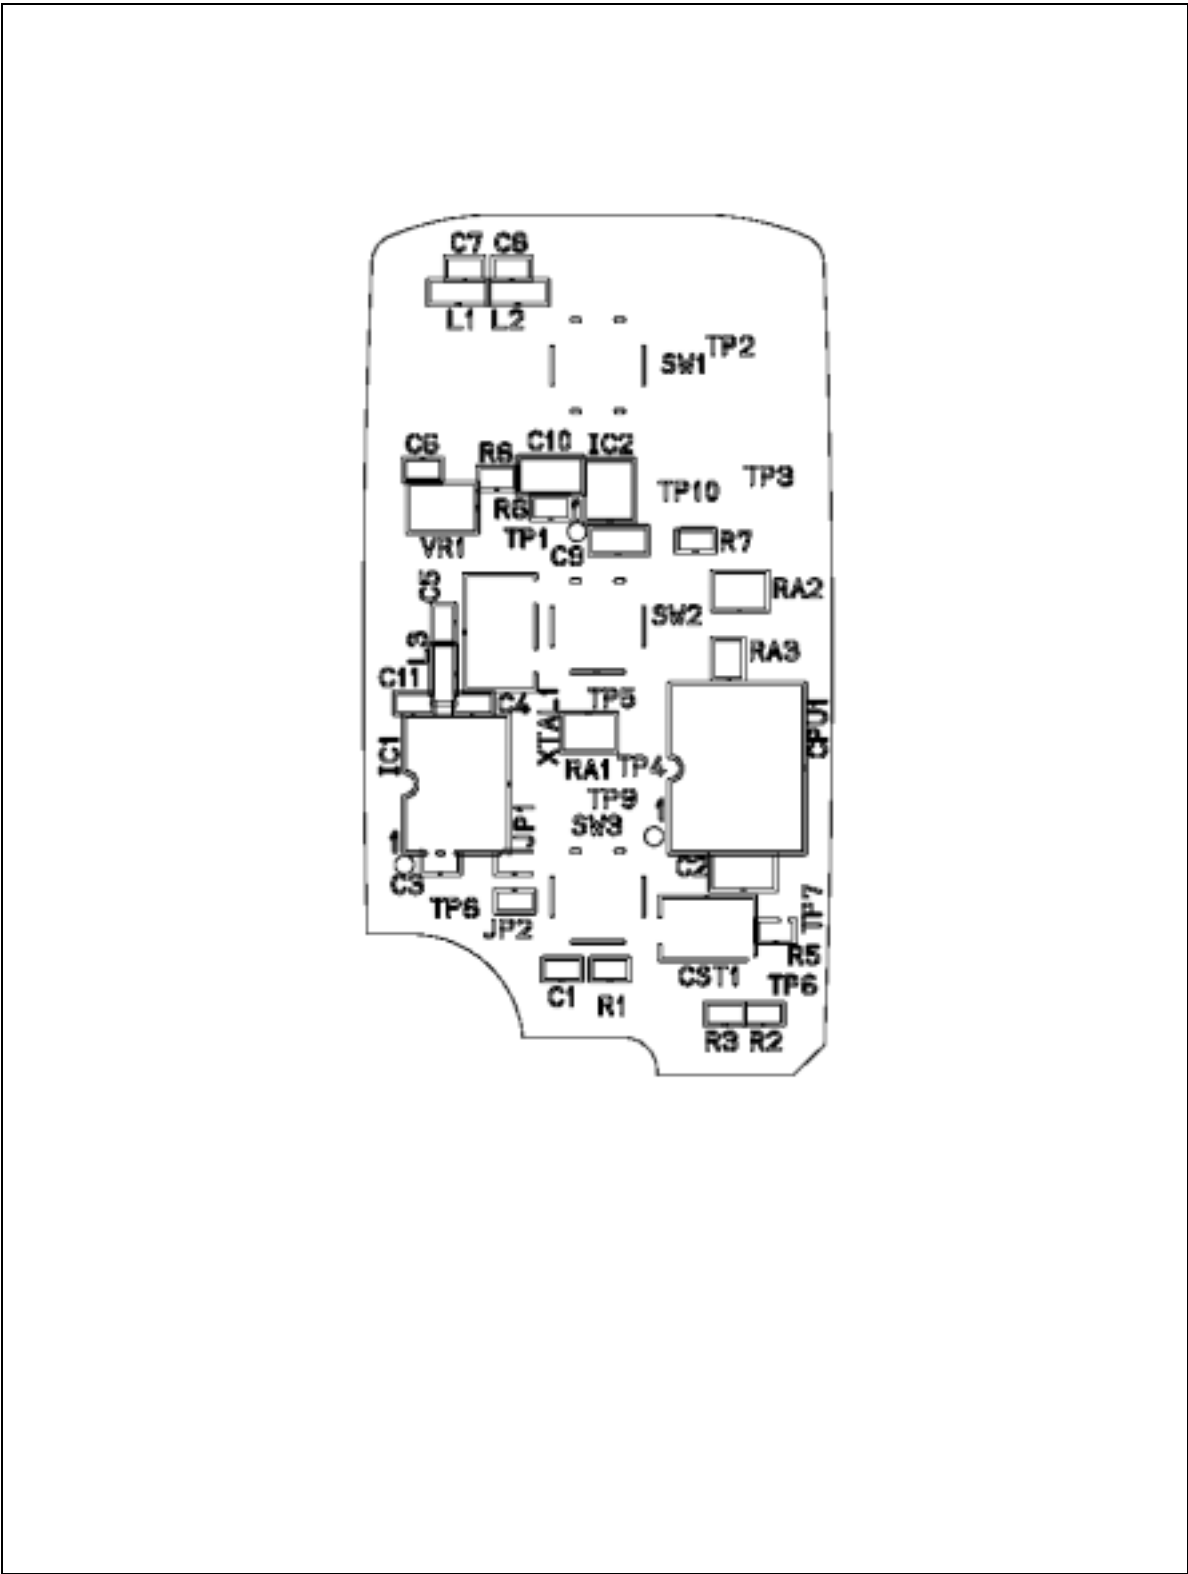 C7 C8
L1 L2
TP2
SW1
C6 R8 C10 IC2
TP3
TP10
R6 1
TP1
VR1 C9 R7
C5
RA2
SW2
L3
RA3
C11 C4 TP5
XTAL1
CPU1
IC1
RA1 TP4
TP9
1
SW3
JP1
1
C3 C2
TP7
TP6
JP2
R5
CST1
C1 R1
R3 R2